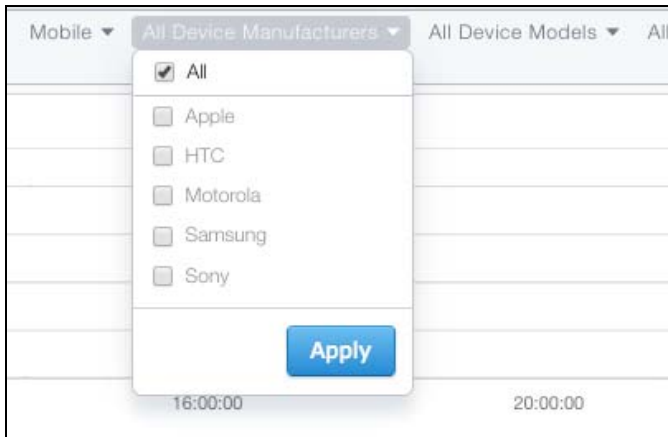 Mobile All Device Manufacturers All Device Models All
All
Apple
HTC
Motorola
Samsung
Sony
Apply
16:00:00 20:00:00